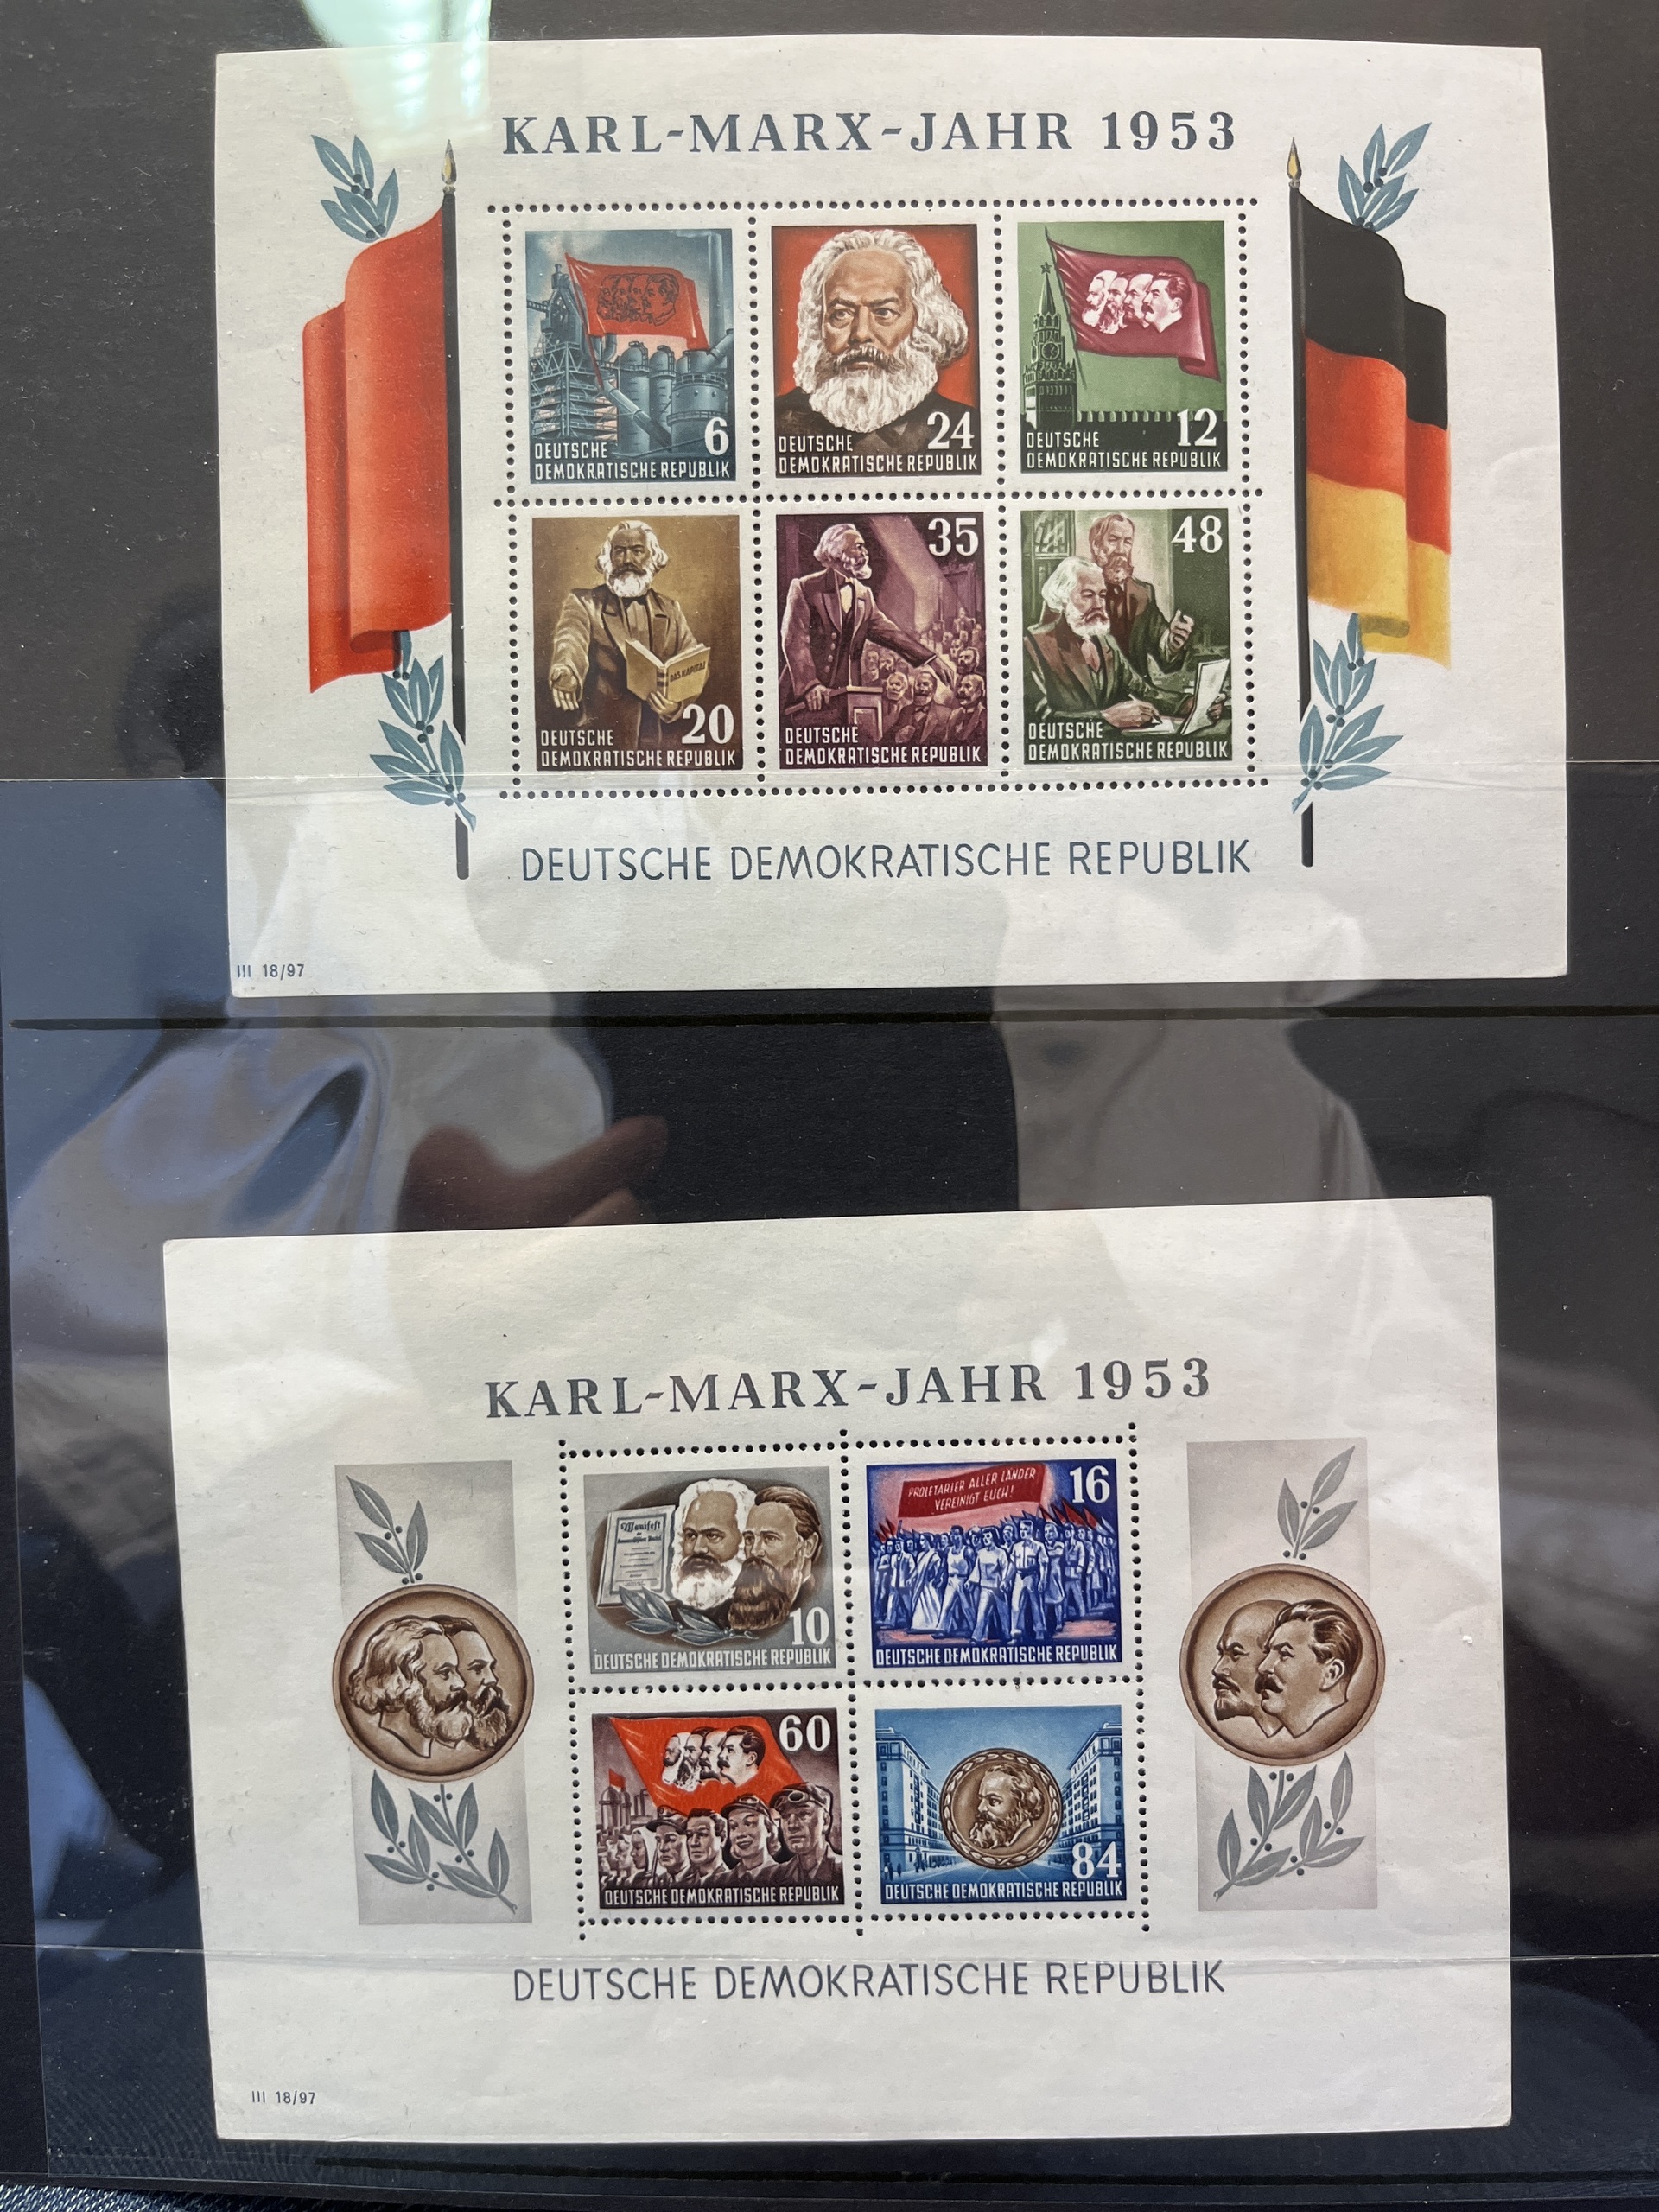 KARL-MARX-JAHR 1953
6
DEUTSCHE
DEMOKRATISCHE REPUBLIK
24
DEUTSCHE
DEMOKRATISCHE REPUBLIK
12
DEUTSCHE
DEMOKRATISCHE REPUBLIK
DAS KAPITAL
20
DEUTSCHE
DEMOKRATISCHE REPUBLIK
35
DEUTSCHE
DEMOKRATISCHE REPUBLIK
48
DEUTSCHE
DEMOKRATISCHE REPUBLIK
DEUTSCHE DEMOKRATISCHE REPUBLIK
III 18/97
KARL-MARX-JAHR 1953
Manifest
10
DEUTSCHE DEMOKRATISCHE REPUBLIK
PROLETARIER ALLER LÄNDER
VEREINIGT EUCH!
16
DEUTSCHE DEMOKRATISCHE REPUBLIK
60
DEUTSCHE DEMOKRATISCHE REPUBLIK
84
DEUTSCHE DEMOKRATISCHE REPUBLIK
DEUTSCHE DEMOKRATISCHE REPUBLIK
III 18/97